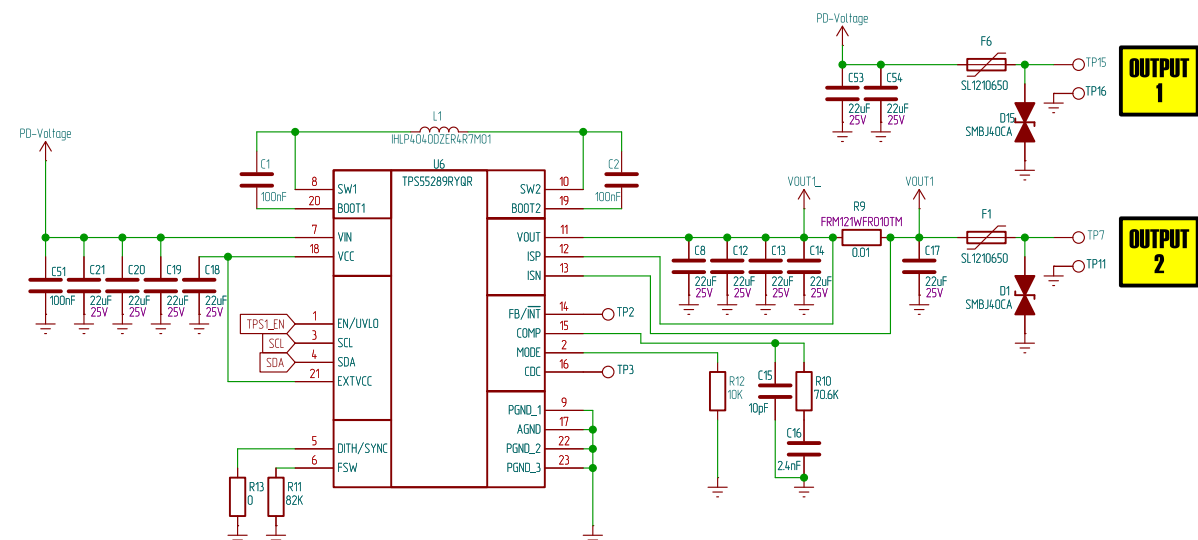 PD-Voltage
F6
SL1210650
TP15
TP16
C53
22uF
25V
C54
22uF
25V
D15
SMBJ40CA
OUTPUT
1
PD-Voltage
L1
IHLP4040DZER4R7M01
C1
100nF
C2
100nF
U6
TPS55289RYQR
8
SW1
20
BOOT1
7
VIN
18
VCC
1
EN/UVLO
3
SCL
4
SDA
21
EXTVCC
5
DITH/SYNC
6
FSW
10
SW2
19
BOOT2
11
VOUT
12
ISP
13
ISN
14
FB/INT
15
COMP
2
MODE
16
CDC
9
PGND_1
17
AGND
22
PGND_2
23
PGND_3
TPS1_EN
SCL
SDA
C51
100nF
C21
22uF
25V
C20
22uF
25V
C19
22uF
25V
C18
22uF
25V
R13
0
R11
82K
TP2
TP3
VOUT1_
R9
FRM121WFR010TM
0.01
VOUT1
F1
SL1210650
TP7
TP11
C8
22uF
25V
C12
22uF
25V
C13
22uF
25V
C14
22uF
25V
C17
22uF
25V
D1
SMBJ40CA
OUTPUT
2
R12
10K
C15
10pF
R10
70.6K
C16
2.4nF